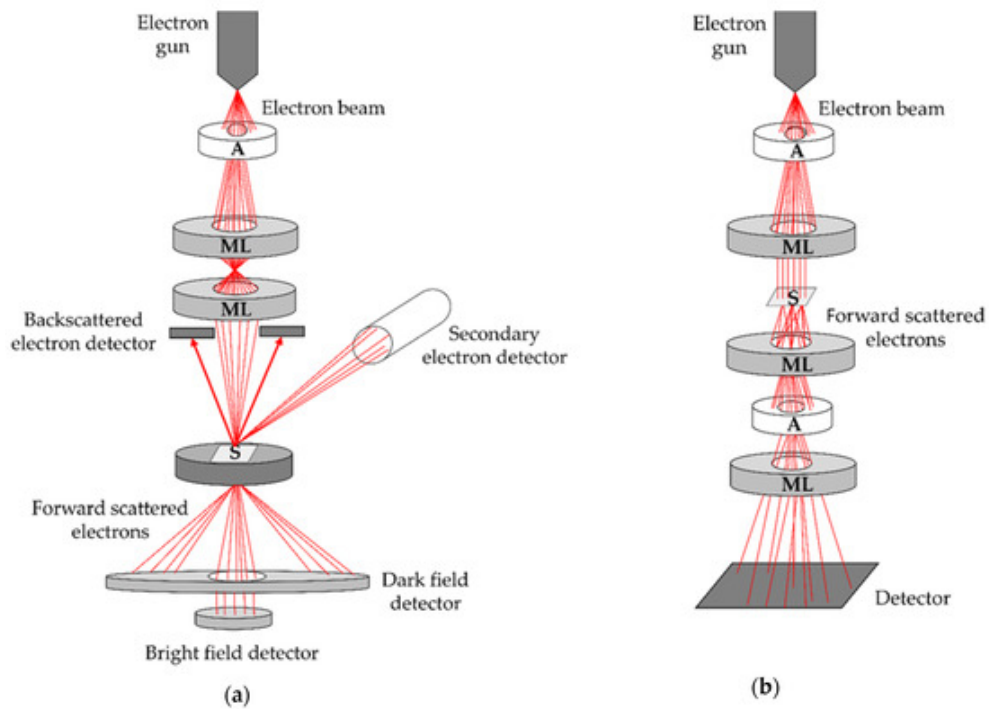 Electron
gun
Electron beam
A
ML
ML
Backscattered
electron detector
Secondary
electron detector
S
Forward scattered
electrons
Dark field
detector
Bright field detector
(a)
Electron
gun
Electron beam
A
ML
S
Forward scattered
electrons
ML
A
ML
Detector
(b)